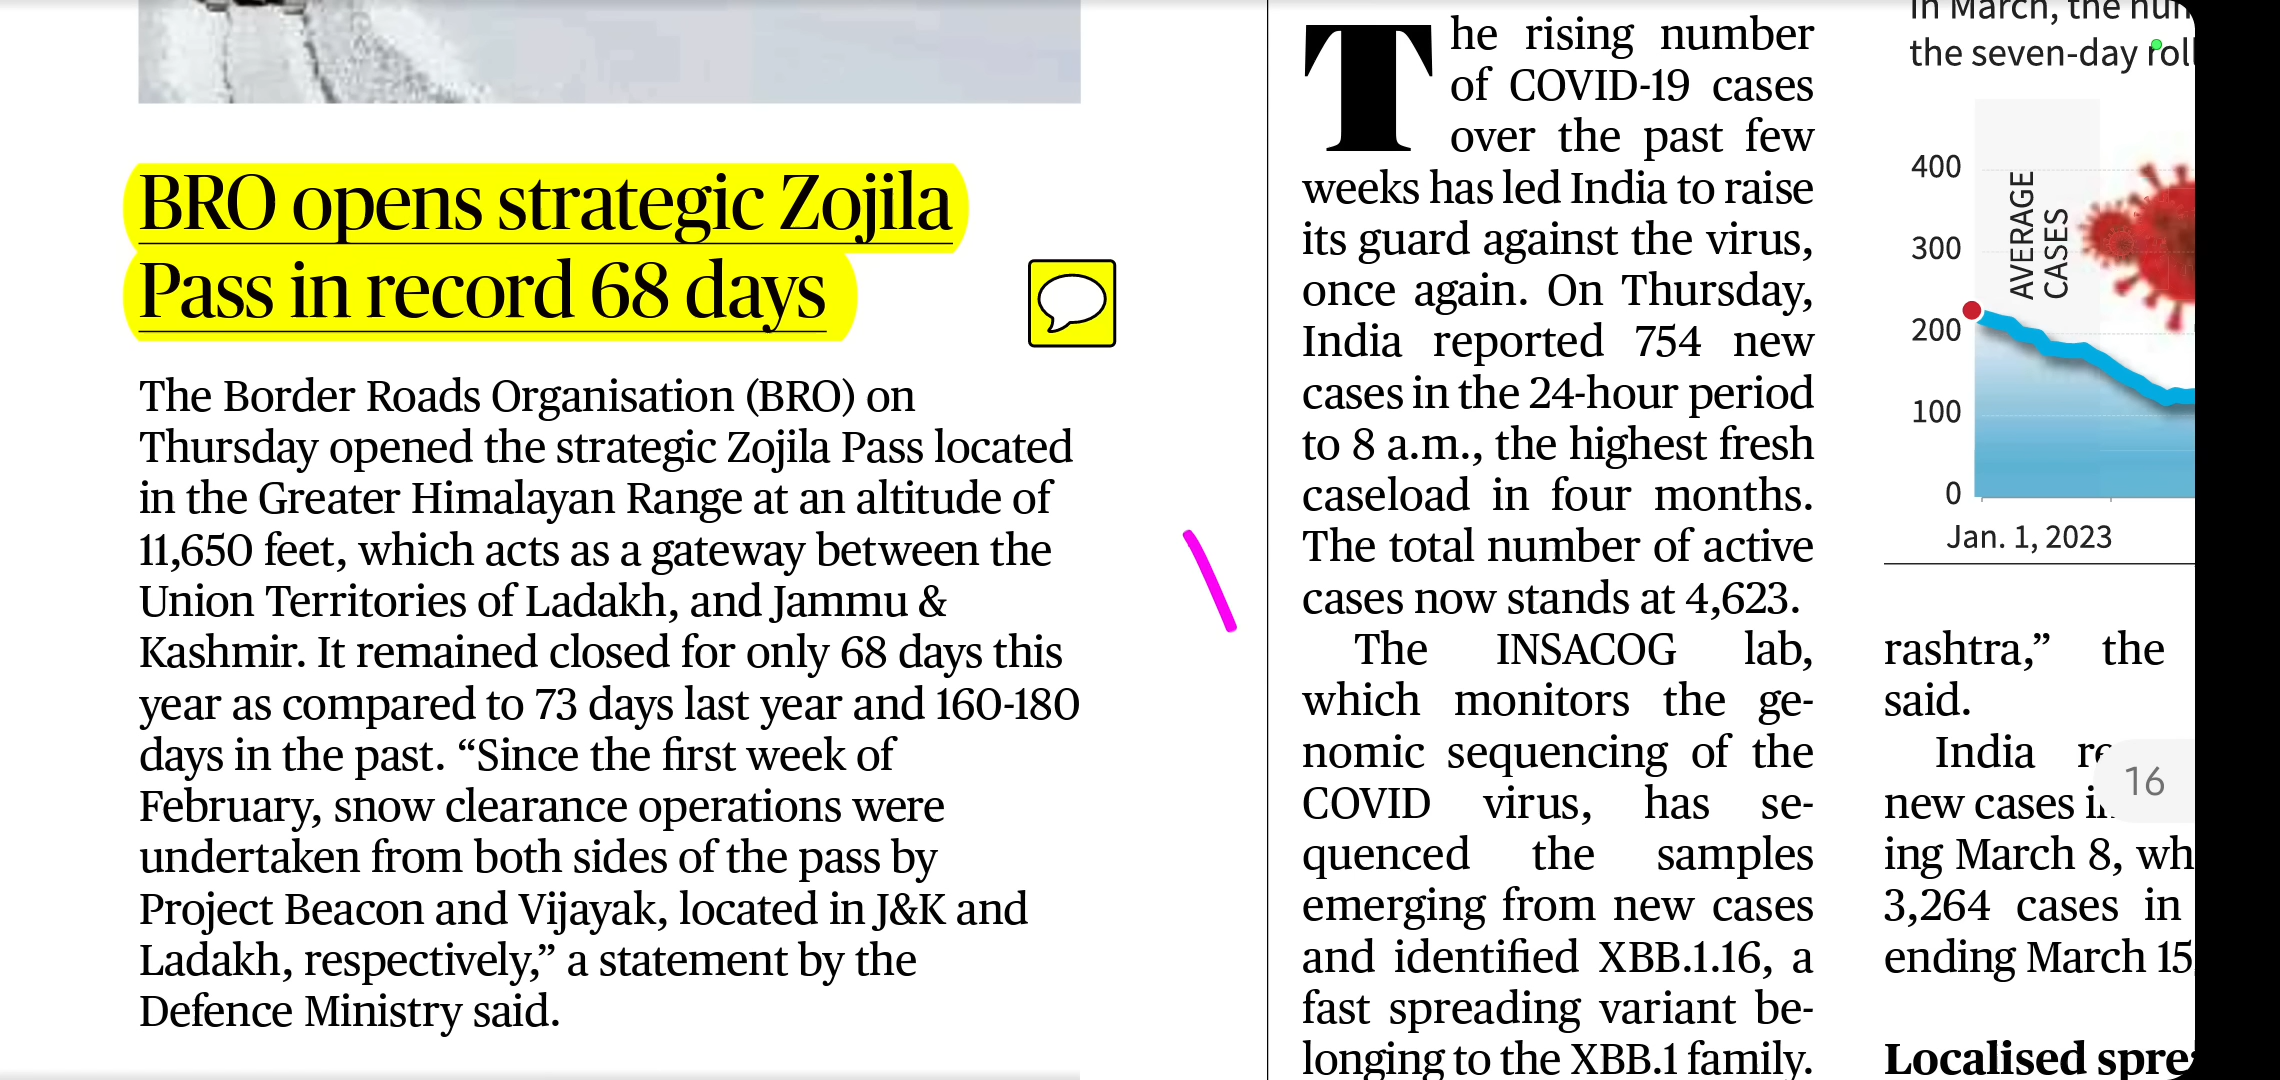 BRO opens strategic Zojila
Pass in record 68 days
The Border Roads Organisation (BRO) on
Thursday opened the strategic Zojila Pass located
in the Greater Himalayan Range at an altitude of
11,650 feet, which acts as a gateway between the
Union Territories of Ladakh, and Jammu &
Kashmir. It remained closed for only 68 days this
year as compared to 73 days last year and 160-180
days in the past. “Since the first week of
February, snow clearance operations were
undertaken from both sides of the pass by
Project Beacon and Vijayak, located in J&K and
Ladakh, respectively,” a statement by the
Defence Ministry said.
The rising number
of COVID-19 cases
over the past few
weeks has led India to raise
its guard against the virus,
once again. On Thursday,
India reported 754 new
cases in the 24-hour period
to 8 a.m., the highest fresh
caseload in four months.
The total number of active
cases now stands at 4,623.
The INSACOG lab,
which monitors the ge-
nomic sequencing of the
COVID virus, has se-
quenced the samples
emerging from new cases
and identified XBB.1.16, a
fast spreading variant be-
longing to the XBB.1 family.
In March, the
the seven-day
400
300
200
100
0
AVERAGE
CASES
Jan. 1, 2023
rashtra,” the
said.
India
new cases
ing March 8,
3,264 cases in
ending March 15
Localised
16